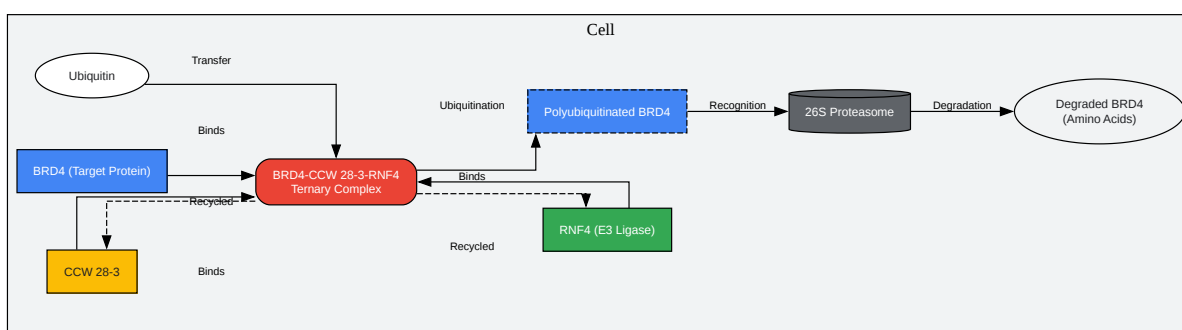 Cell
Transfer
Ubiquitin
Ubiquitination
Polyubiquitinated BRD4
Recognition
26S Proteasome
Degradation
Degraded BRD4
(Amino Acids)
Binds
BRD4 (Target Protein)
BRD4-CCW 28-3-RNF4
Ternary Complex
Binds
Recycled
RNF4 (E3 Ligase)
Recycled
CCW 28-3
Binds